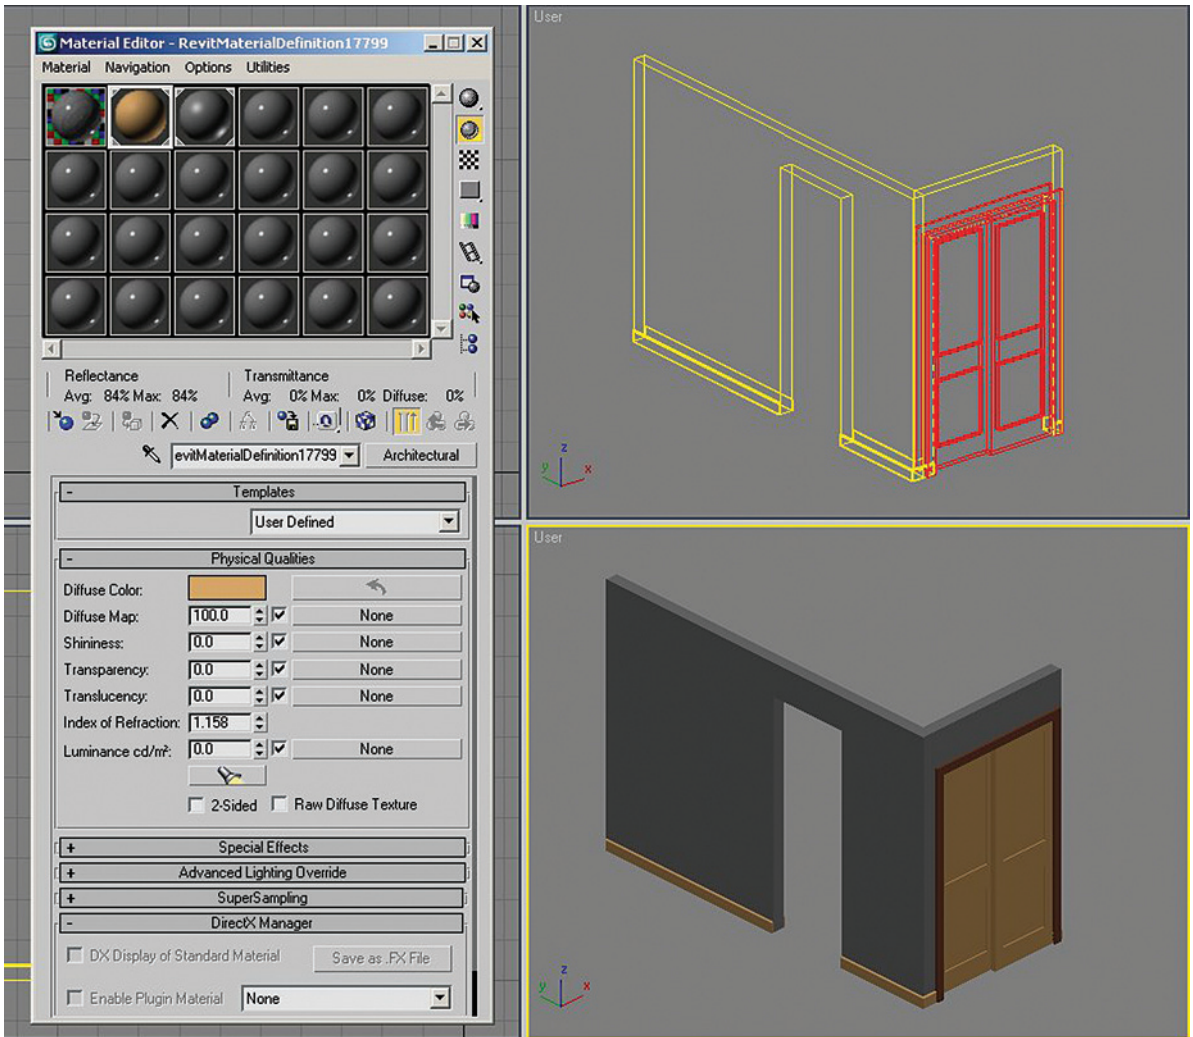 Material Editor - RevitMaterialDefinition17799
Material Navigation Options Utilities
Reflectance Transmittance
Avg: 84% Max: 84% Avg: 0% Max: 0% Diffuse: 0%
evitMaterialDefinition17799 Architectural
- Templates
User Defined
- Physical Qualities
Diffuse Color:
Diffuse Map: 100.0 None
Shininess: 0.0 None
Transparency: 0.0 None
Translucency: 0.0 None
Index of Refraction: 1.158
Luminance cd/m²: 0.0 None
2-Sided Raw Diffuse Texture
+ Special Effects
+ Advanced Lighting Override
+ SuperSampling
- DirectX Manager
DX Display of Standard Material Save as .FX File
Enable Plugin Material None
User
z
y x
User
z
y x